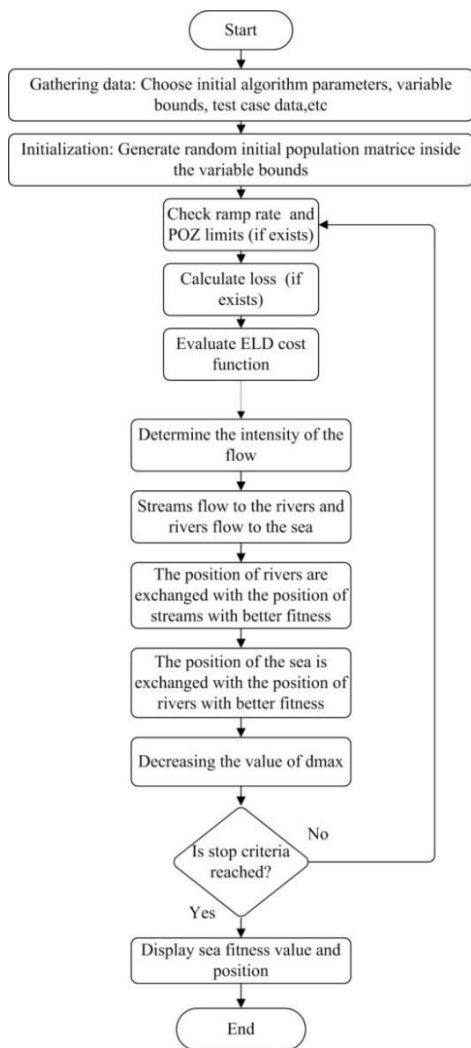 Start
Gathering data: Choose initial algorithm parameters, variable
bounds, test case data,etc
Initialization: Generate random initial population matrice inside
the variable bounds
Check ramp rate and
POZ limits (if exists)
Calculate loss (if
exists)
Evaluate ELD cost
function
Determine the intensity of the
flow
Streams flow to the rivers and
rivers flow to the sea
The position of rivers are
exchanged with the position of
streams with better fitness
The position of the sea is
exchanged with the position of
rivers with better fitness
Decreasing the value of dmax
No
Is stop criteria
reached?
Yes
Display sea fitness value and
position
End